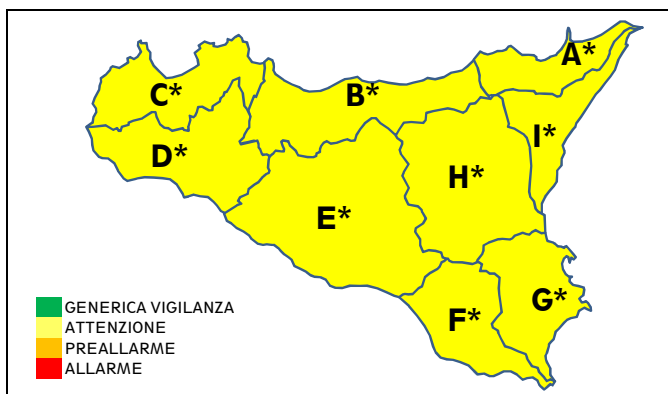 A*
C*
B*
I*
D*
H*
E*
G*
F*
GENERICA VIGILANZA
ATTENZIONE
PREALLARME
ALLARME